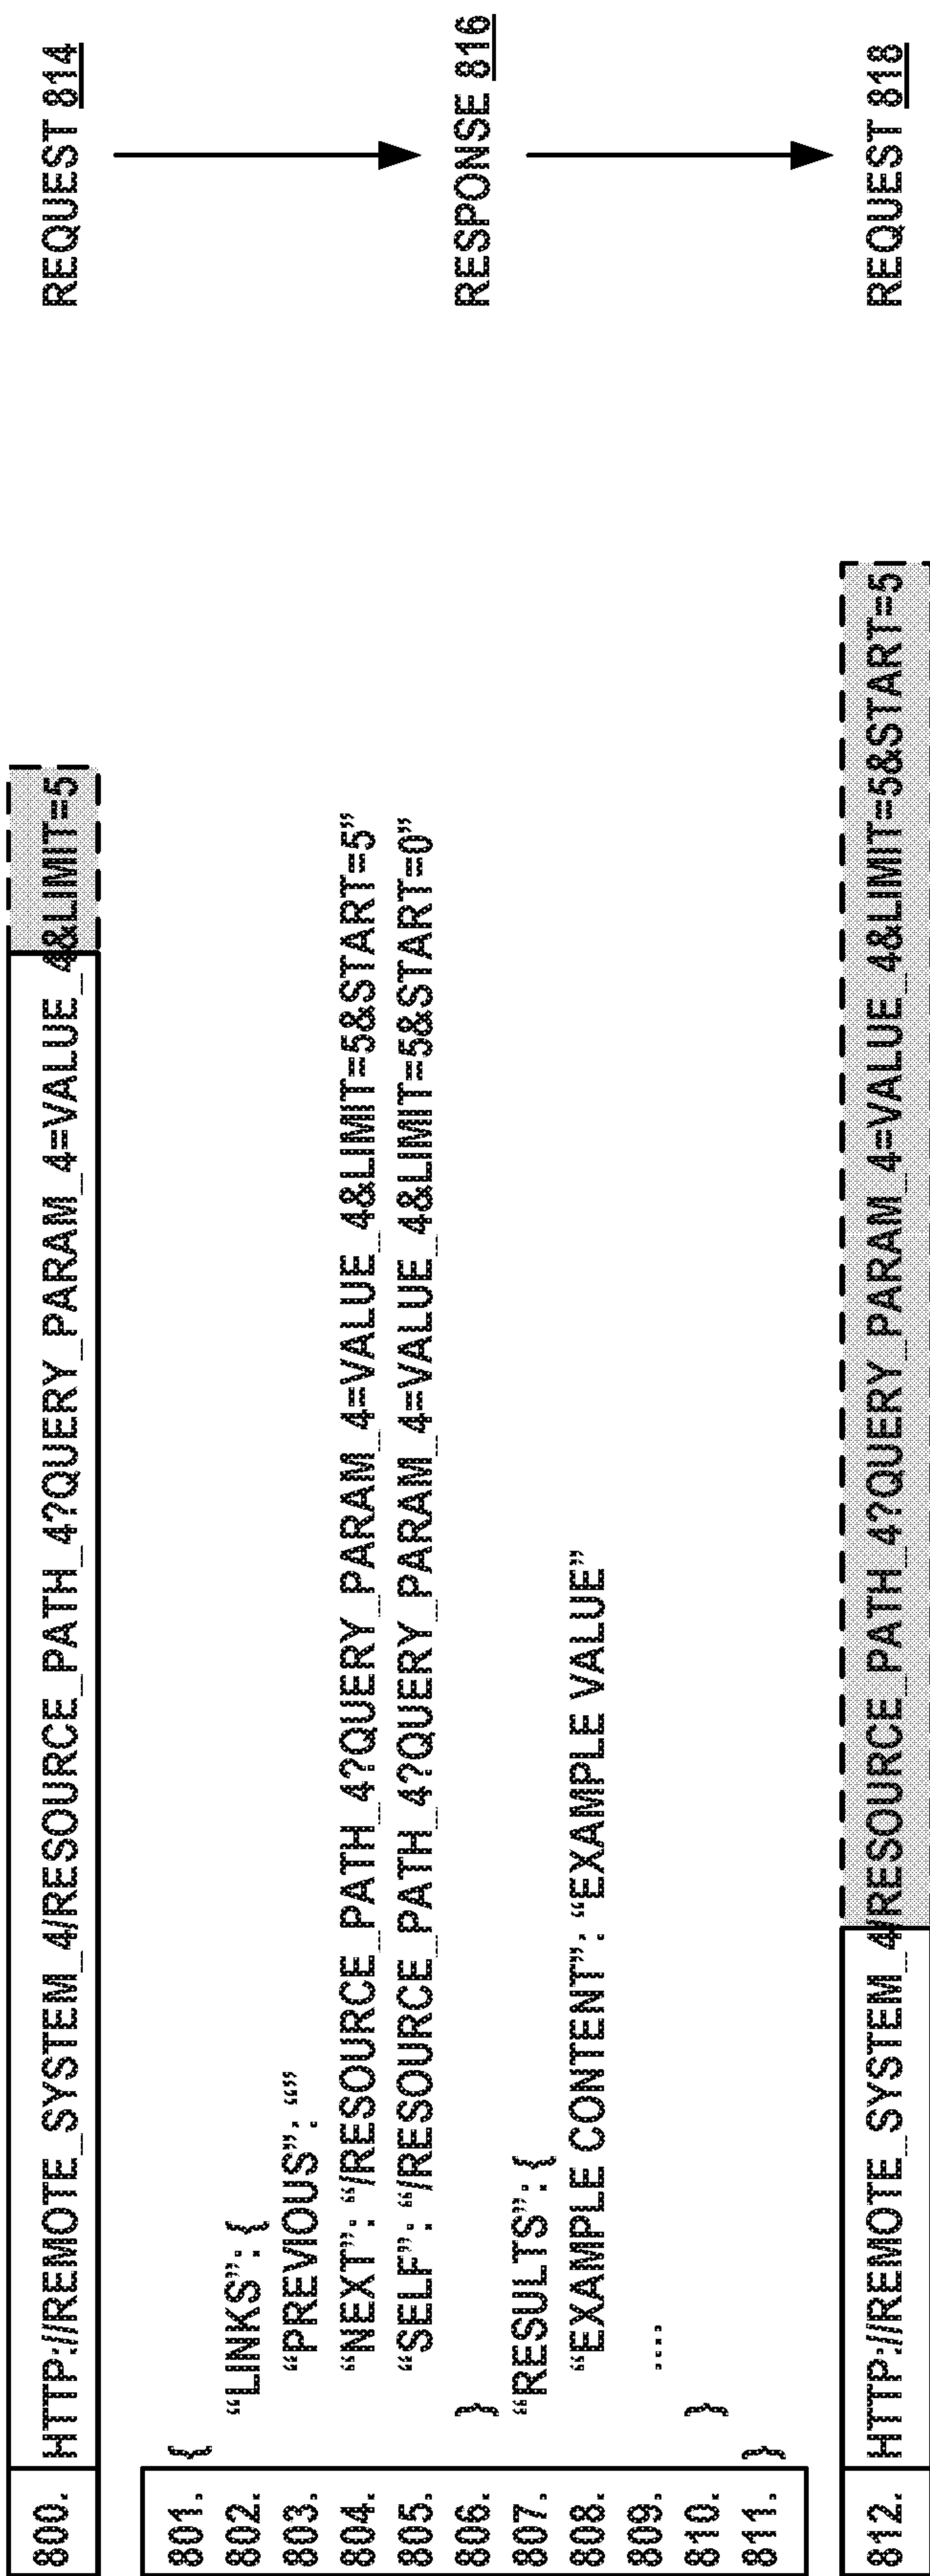 800. HTTP://REMOTE_SYSTEM_4/RESOURCE_PATH_4?QUERY_PARAM_4=VALUE_4&LIMIT=5
REQUEST 814
801. {
802. “LINKS”: {
803. “PREVIOUS”: “”
804. “NEXT”: “/RESOURCE_PATH_4?QUERY_PARAM_4=VALUE_4&LIMIT=5&START=5”
805. “SELF”: “/RESOURCE_PATH_4?QUERY_PARAM_4=VALUE_4&LIMIT=5&START=0”
806. }
807. “RESULTS”: {
808. “EXAMPLE CONTENT”: “EXAMPLE VALUE”
809. ....
810. }
811. }
RESPONSE 816
812. HTTP://REMOTE_SYSTEM_4/RESOURCE_PATH_4?QUERY_PARAM_4=VALUE_4&LIMIT=5&START=5
REQUEST 818